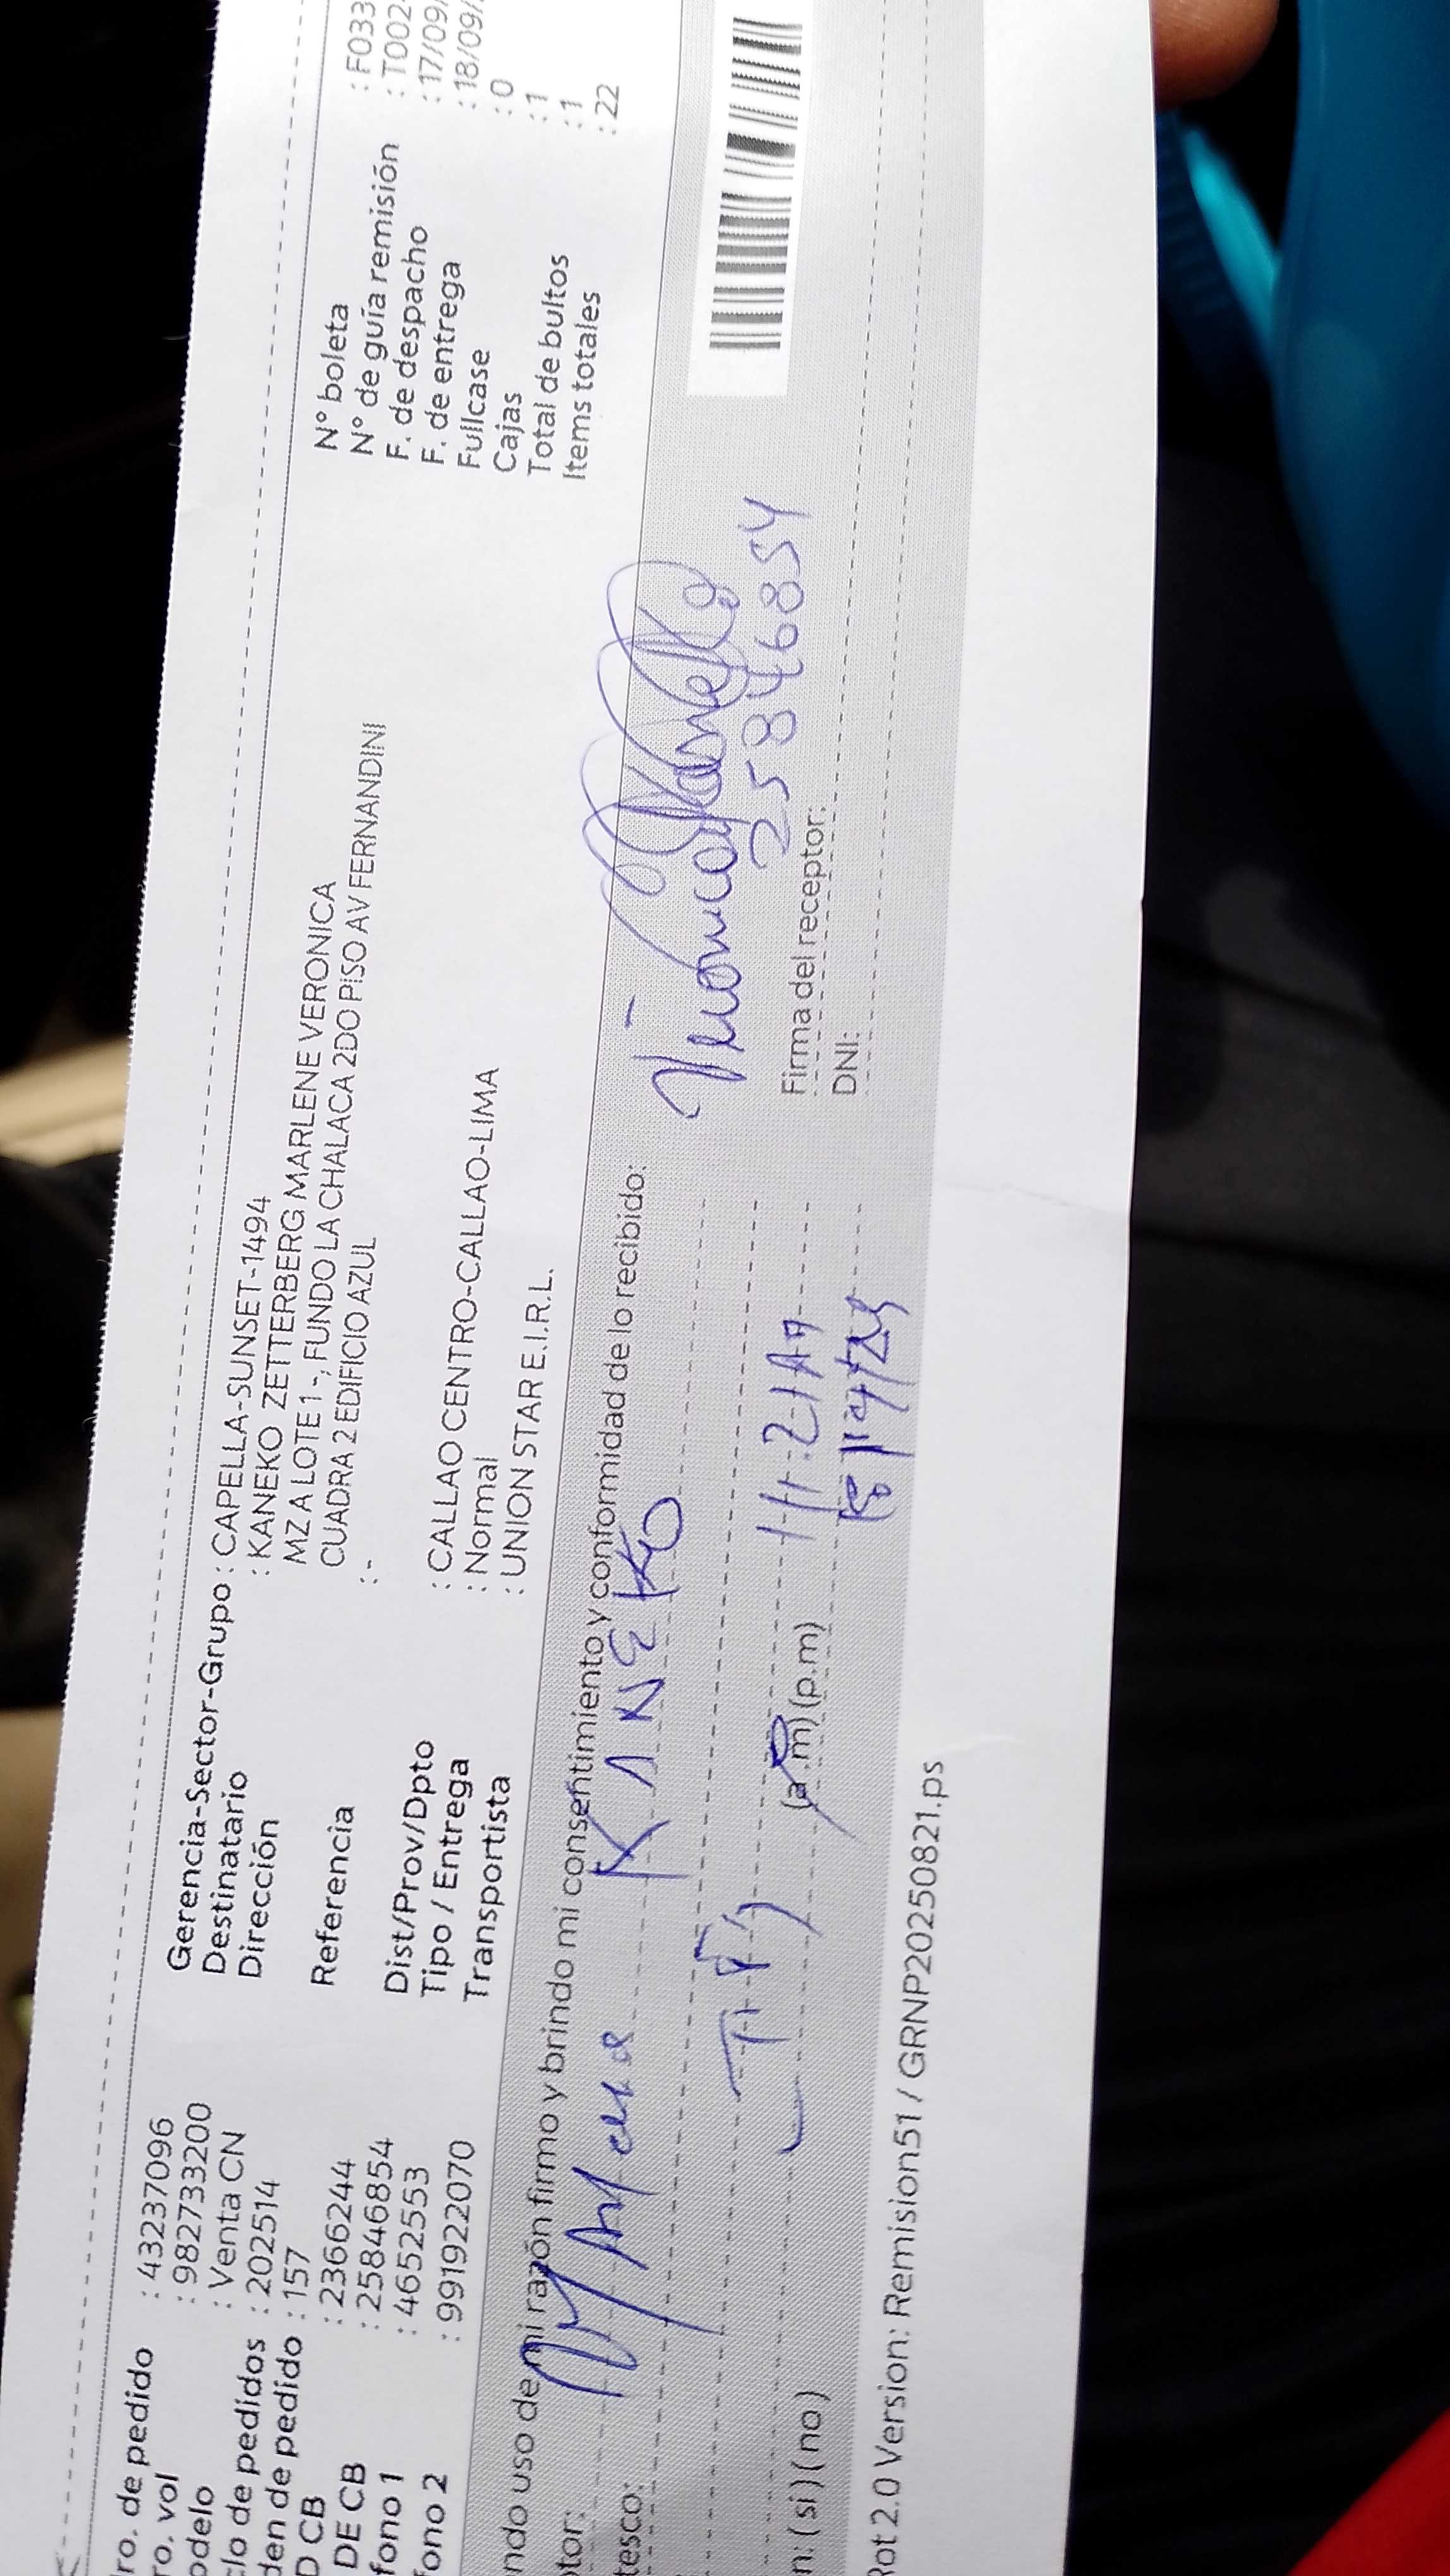 ro. de pedido : 43237096
ro. vol : 982733200
odelo : Venta CN
clo de pedidos : 202514
den de pedido : 157
D CB : 2366244
DE CB : 25846854
fono 1 : 4652553
ono 2 : 991922070
Gerencia-Sector-Grupo : CAPELLA-SUNSET-1494
Destinatario : KANEKO ZETTERBERG MARLENE VERONICA
Dirección MZ A LOTE 1 -, FUNDO LA CHALACA 2DO PISO AV FERNANDINI
CUADRA 2 EDIFICIO AZUL
Referencia : -
Dist/Prov/Dpto : CALLAO CENTRO-CALLAO-LIMA
Tipo / Entrega : Normal
Transportista : UNION STAR E.I.R.L.
N° boleta : F033
N° de guía remisión : T002
F. de despacho : 17/09/
F. de entrega : 18/09/
Fullcase : 0
Cajas : 1
Total de bultos : 1
Items totales : 22
ndo uso de mi razón firmo y brindo mi consentimiento y conformidad de lo recibido:
otor: KANEKO
tesco:
(a.m)(p.m)
n: (si) (no)
Veronica Kaneko
25846854
Firma del receptor:
DNI:
Rot 2.0 Version: Remision51 / GRNP20250821.ps